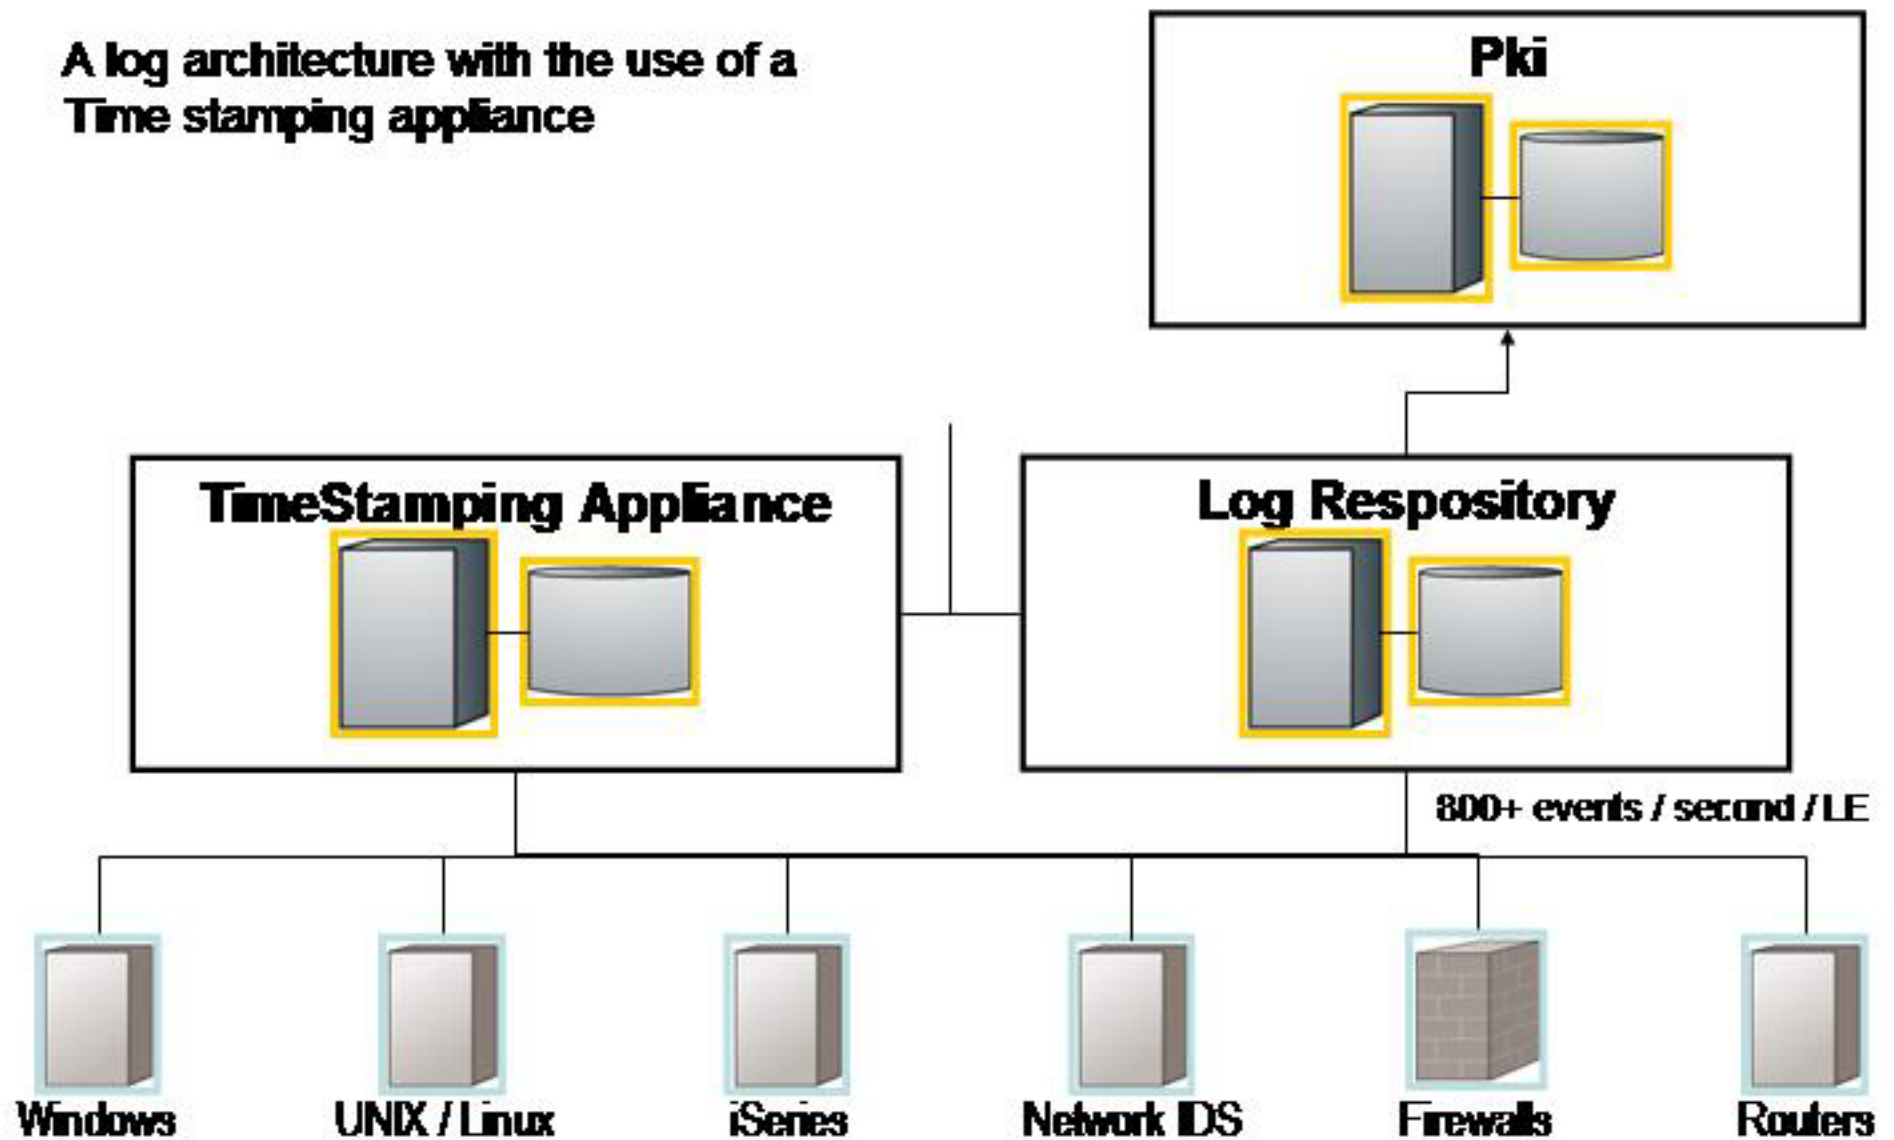 A log architecture with the use of a
Time stamping appliance
Pki
TimeStamping Appliance
Log Respository
800+ events / second / LE
Windows
UNIX / Linux
iSeries
Network IDS
Firewalls
Routers